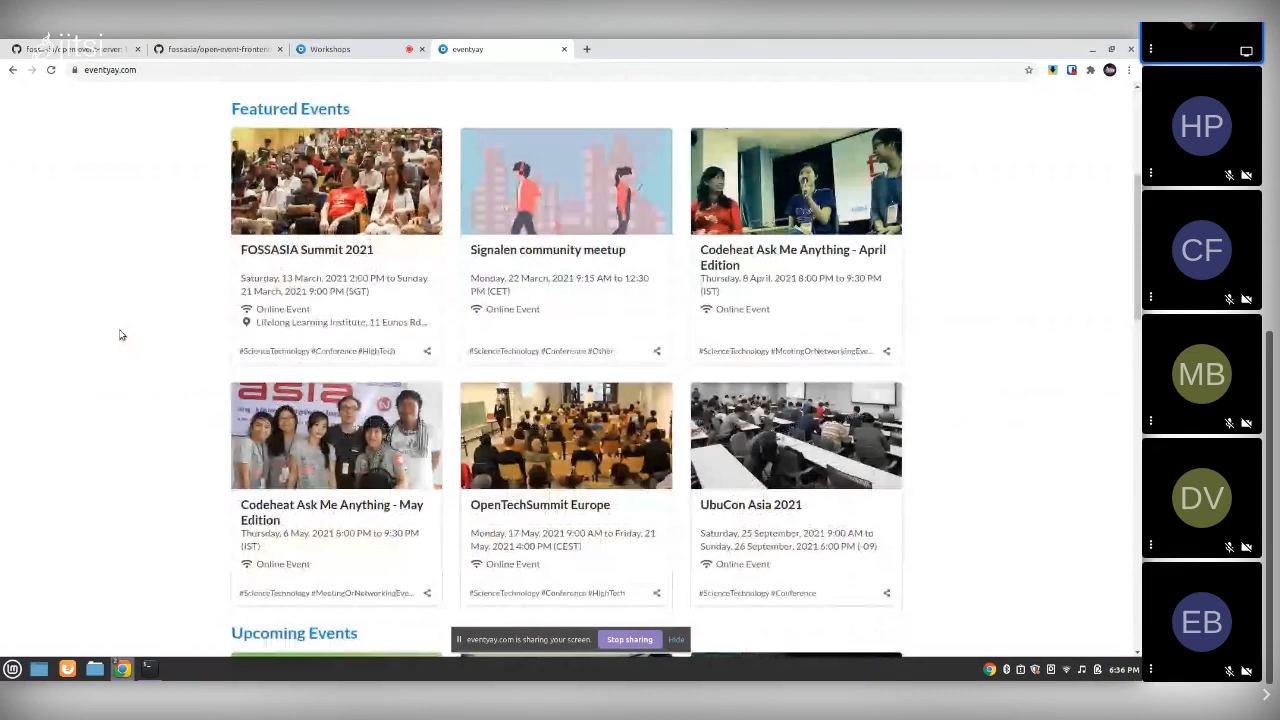 jitsi
fossasia/open-event-frontend
Workshops
eventyay
eventyay.com
Featured Events
FOSSASIA Summit 2021
Saturday, 13 March, 2021 2:00 PM to Sunday
21 March, 2021 9:00 PM (SGT)
Online Event
Lifelong Learning Institute, 11 Eunos Rd...
#ScienceTechnology #Conference #HighTech
Signalen community meetup
Monday, 22 March, 2021 9:15 AM to 12:30
PM (CET)
Online Event
#ScienceTechnology #Conference #Other
Codeheat Ask Me Anything - April
Edition
Thursday, 8 April, 2021 8:00 PM to 9:30 PM
(IST)
Online Event
#ScienceTechnology #MeetingOrNetworkingEve...
asia
Codeheat Ask Me Anything - May
Edition
Thursday, 6 May, 2021 8:00 PM to 9:30 PM
(IST)
Online Event
#ScienceTechnology #MeetingOrNetworkingEve...
OpenTechSummit Europe
Monday, 17 May, 2021 9:00 AM to Friday, 21
May, 2021 4:00 PM (CEST)
Online Event
#ScienceTechnology #Conference #HighTech
UbuCon Asia 2021
Saturday, 25 September, 2021 9:00 AM to
Sunday, 26 September, 2021 6:00 PM (-09)
Online Event
#ScienceTechnology #Conference
Upcoming Events
eventyay.com is sharing your screen.
Stop sharing
Hide
6:36 PM
HP
CF
MB
DV
EB